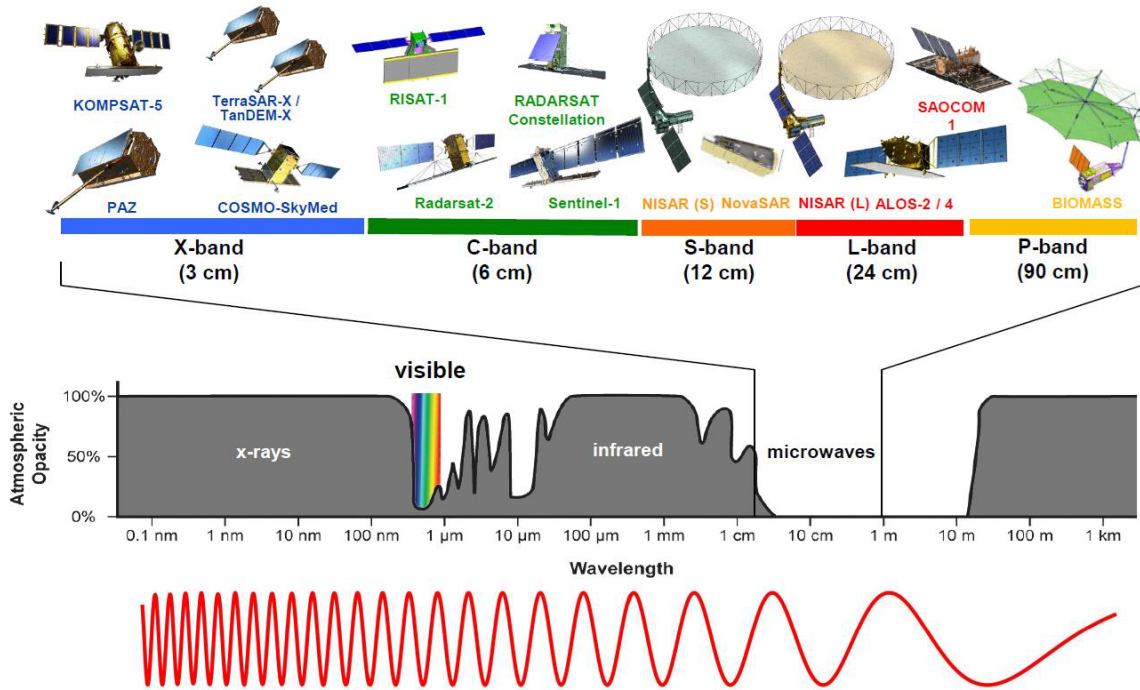 KOMPSAT-5
TerraSAR-X /
TanDEM-X
RISAT-1
RADARSAT
Constellation
SAOCOM
1
PAZ
COSMO-SkyMed
Radarsat-2
Sentinel-1
NISAR (S)
NovaSAR
NISAR (L)
ALOS-2 / 4
BIOMASS
X-band
(3 cm)
C-band
(6 cm)
S-band
(12 cm)
L-band
(24 cm)
P-band
(90 cm)
visible
Atmospheric
Opacity
100%
50%
0%
x-rays
infrared
microwaves
0.1 nm
1 nm
10 nm
100 nm
1 μm
10 μm
100 μm
1 mm
1 cm
10 cm
1 m
10 m
100 m
1 km
Wavelength